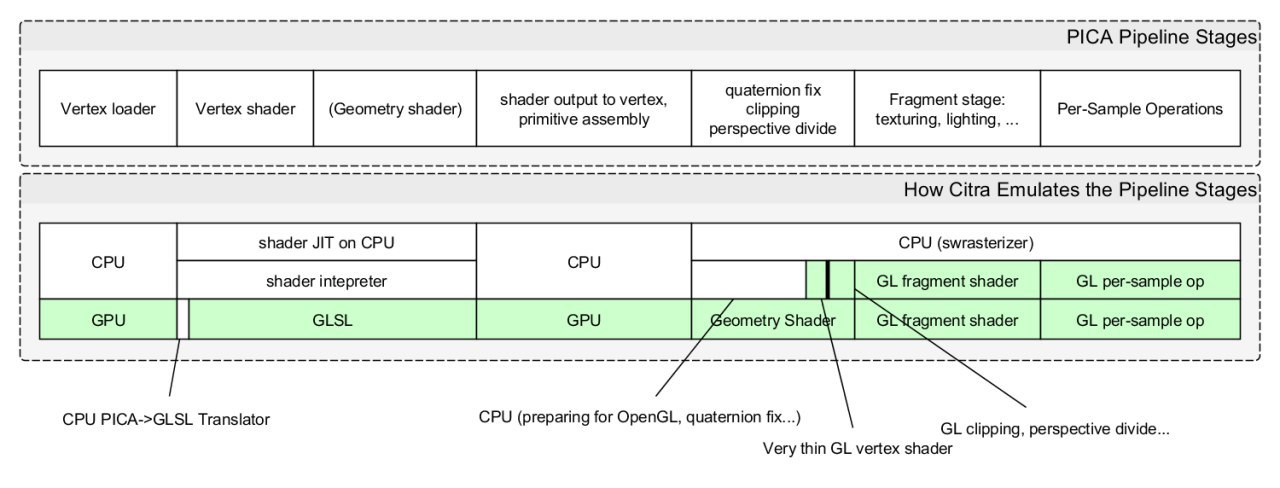 PICA Pipeline Stages
Vertex loader
Vertex shader
(Geometry shader)
shader output to vertex,
primitive assembly
quaternion fix
clipping
perspective divide
Fragment stage:
texturing, lighting, ...
Per-Sample Operations
How Citra Emulates the Pipeline Stages
CPU
shader JIT on CPU
shader intepreter
CPU
CPU (swrasterizer)
GL fragment shader
GL per-sample op
GPU
GLSL
GPU
Geometry Shader
GL fragment shader
GL per-sample op
CPU PICA->GLSL Translator
CPU (preparing for OpenGL, quaternion fix...)
Very thin GL vertex shader
GL clipping, perspective divide...